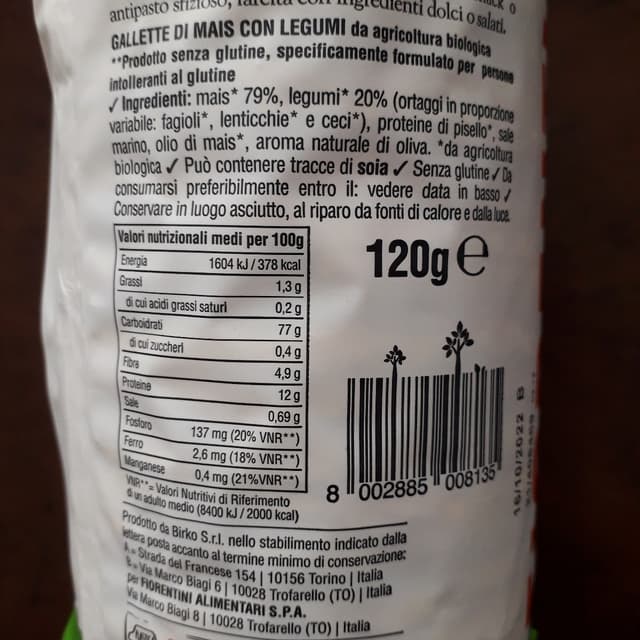 antipasto sfizioso, farcita con ingredienti dolci o salati.
GALLETTE DI MAIS CON LEGUMI da agricoltura biologica
**Prodotto senza glutine, specificamente formulato per persone
intolleranti al glutine
✓ Ingredienti: mais* 79%, legumi* 20% (ortaggi in proporzione
variabile: fagioli*, lenticchie* e ceci*), proteine di pisello*, sale
marino, olio di mais*, aroma naturale di oliva. *da agricoltura
biologica ✓ Può contenere tracce di soia ✓ Senza glutine ✓ Da
consumarsi preferibilmente entro il: vedere data in basso ✓
Conservare in luogo asciutto, al riparo da fonti di calore e dalla luce.
Valori nutrizionali medi per 100g
Energia 1604 kJ / 378 kcal
Grassi 1,3 g
di cui acidi grassi saturi 0,2 g
Carboidrati 77 g
di cui zuccheri 0,4 g
Fibre 4,9 g
Proteine 12 g
Sale 0,69 g
Fosforo 137 mg (20% VNR**)
Ferro 2,6 mg (18% VNR**)
Manganese 0,4 mg (21%VNR**)
VNR**= Valori Nutritivi di Riferimento
di un adulto medio (8400 kJ / 2000 kcal)
120g e
8 002885 008135
16/10/2022 B
Prodotto da Birko S.r.l. nello stabilimento indicato dalla
lettera posta accanto al termine minimo di conservazione:
A = Strada del Francese 154 | 10156 Torino | Italia
B = Via Marco Biagi 6 | 10028 Trofarello (TO) | Italia
per FIORENTINI ALIMENTARI S.P.A.
Via Marco Biagi 8 | 10028 Trofarello (TO) | Italia